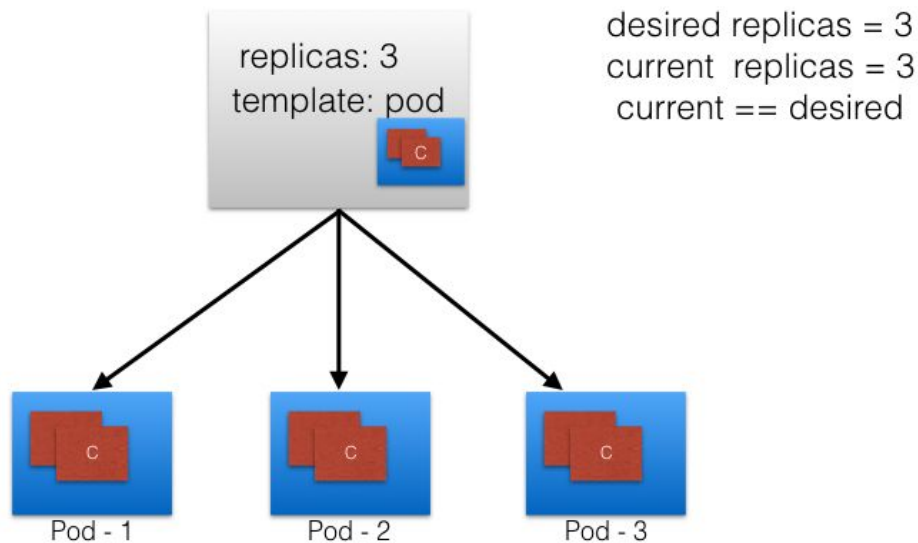 replicas: 3
template: pod
C
desired replicas = 3
current replicas = 3
current == desired
C
C
C
Pod - 1
Pod - 2
Pod - 3